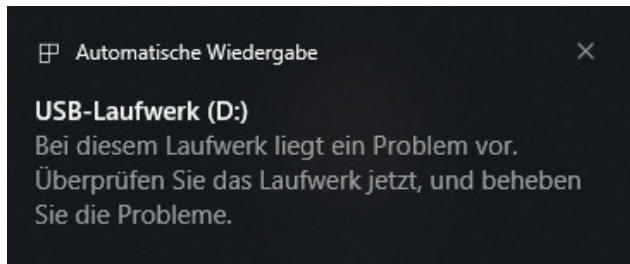 Automatische Wiedergabe
USB-Laufwerk (D:)
Bei diesem Laufwerk liegt ein Problem vor.
Überprüfen Sie das Laufwerk jetzt, und beheben
Sie die Probleme.